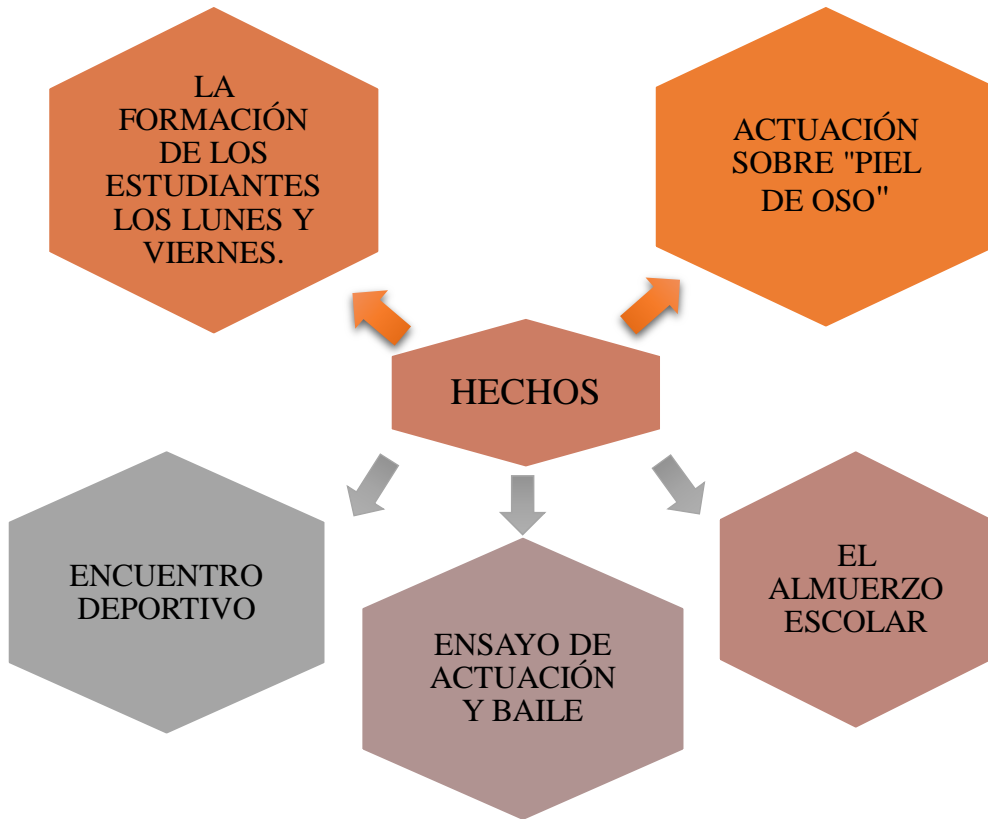 LA
FORMACIÓN
DE LOS
ESTUDIANTES
LOS LUNES Y
VIERNES.
ACTUACIÓN
SOBRE "PIEL
DE OSO"
HECHOS
ENCUENTRO
DEPORTIVO
ENSAYO DE
ACTUACIÓN
Y BAILE
EL
ALMUERZO
ESCOLAR